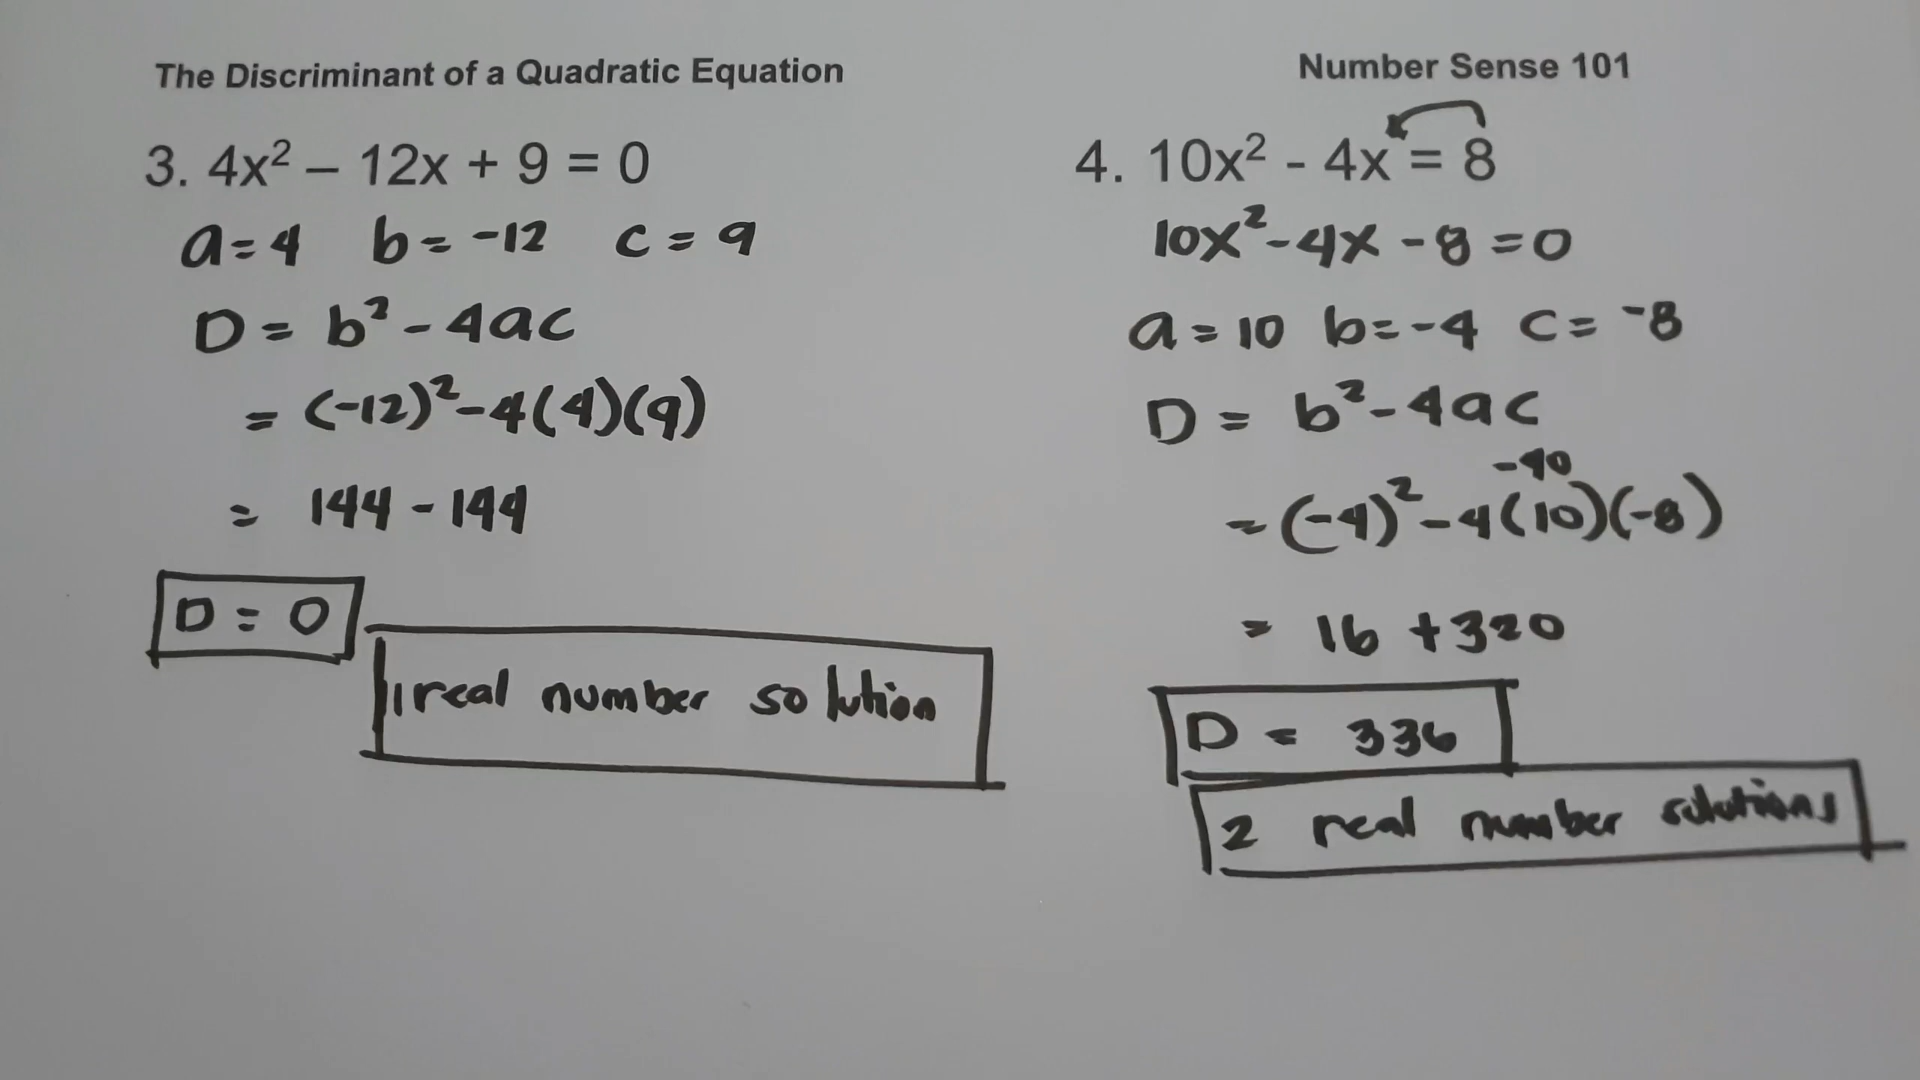 The Discriminant of a Quadratic Equation
Number Sense 101
3. 4x² – 12x + 9 = 0
a = 4 b = -12 c = 9
D = b² - 4ac
= (-12)² - 4(4)(9)
= 144 - 144
D = 0
1 real number solution
4. 10x² - 4x = 8
10x² - 4x - 8 = 0
a = 10 b = -4 c = -8
D = b² - 4ac
-40
= (-4)² - 4(10)(-8)
= 16 + 320
D = 336
2 real number solutions